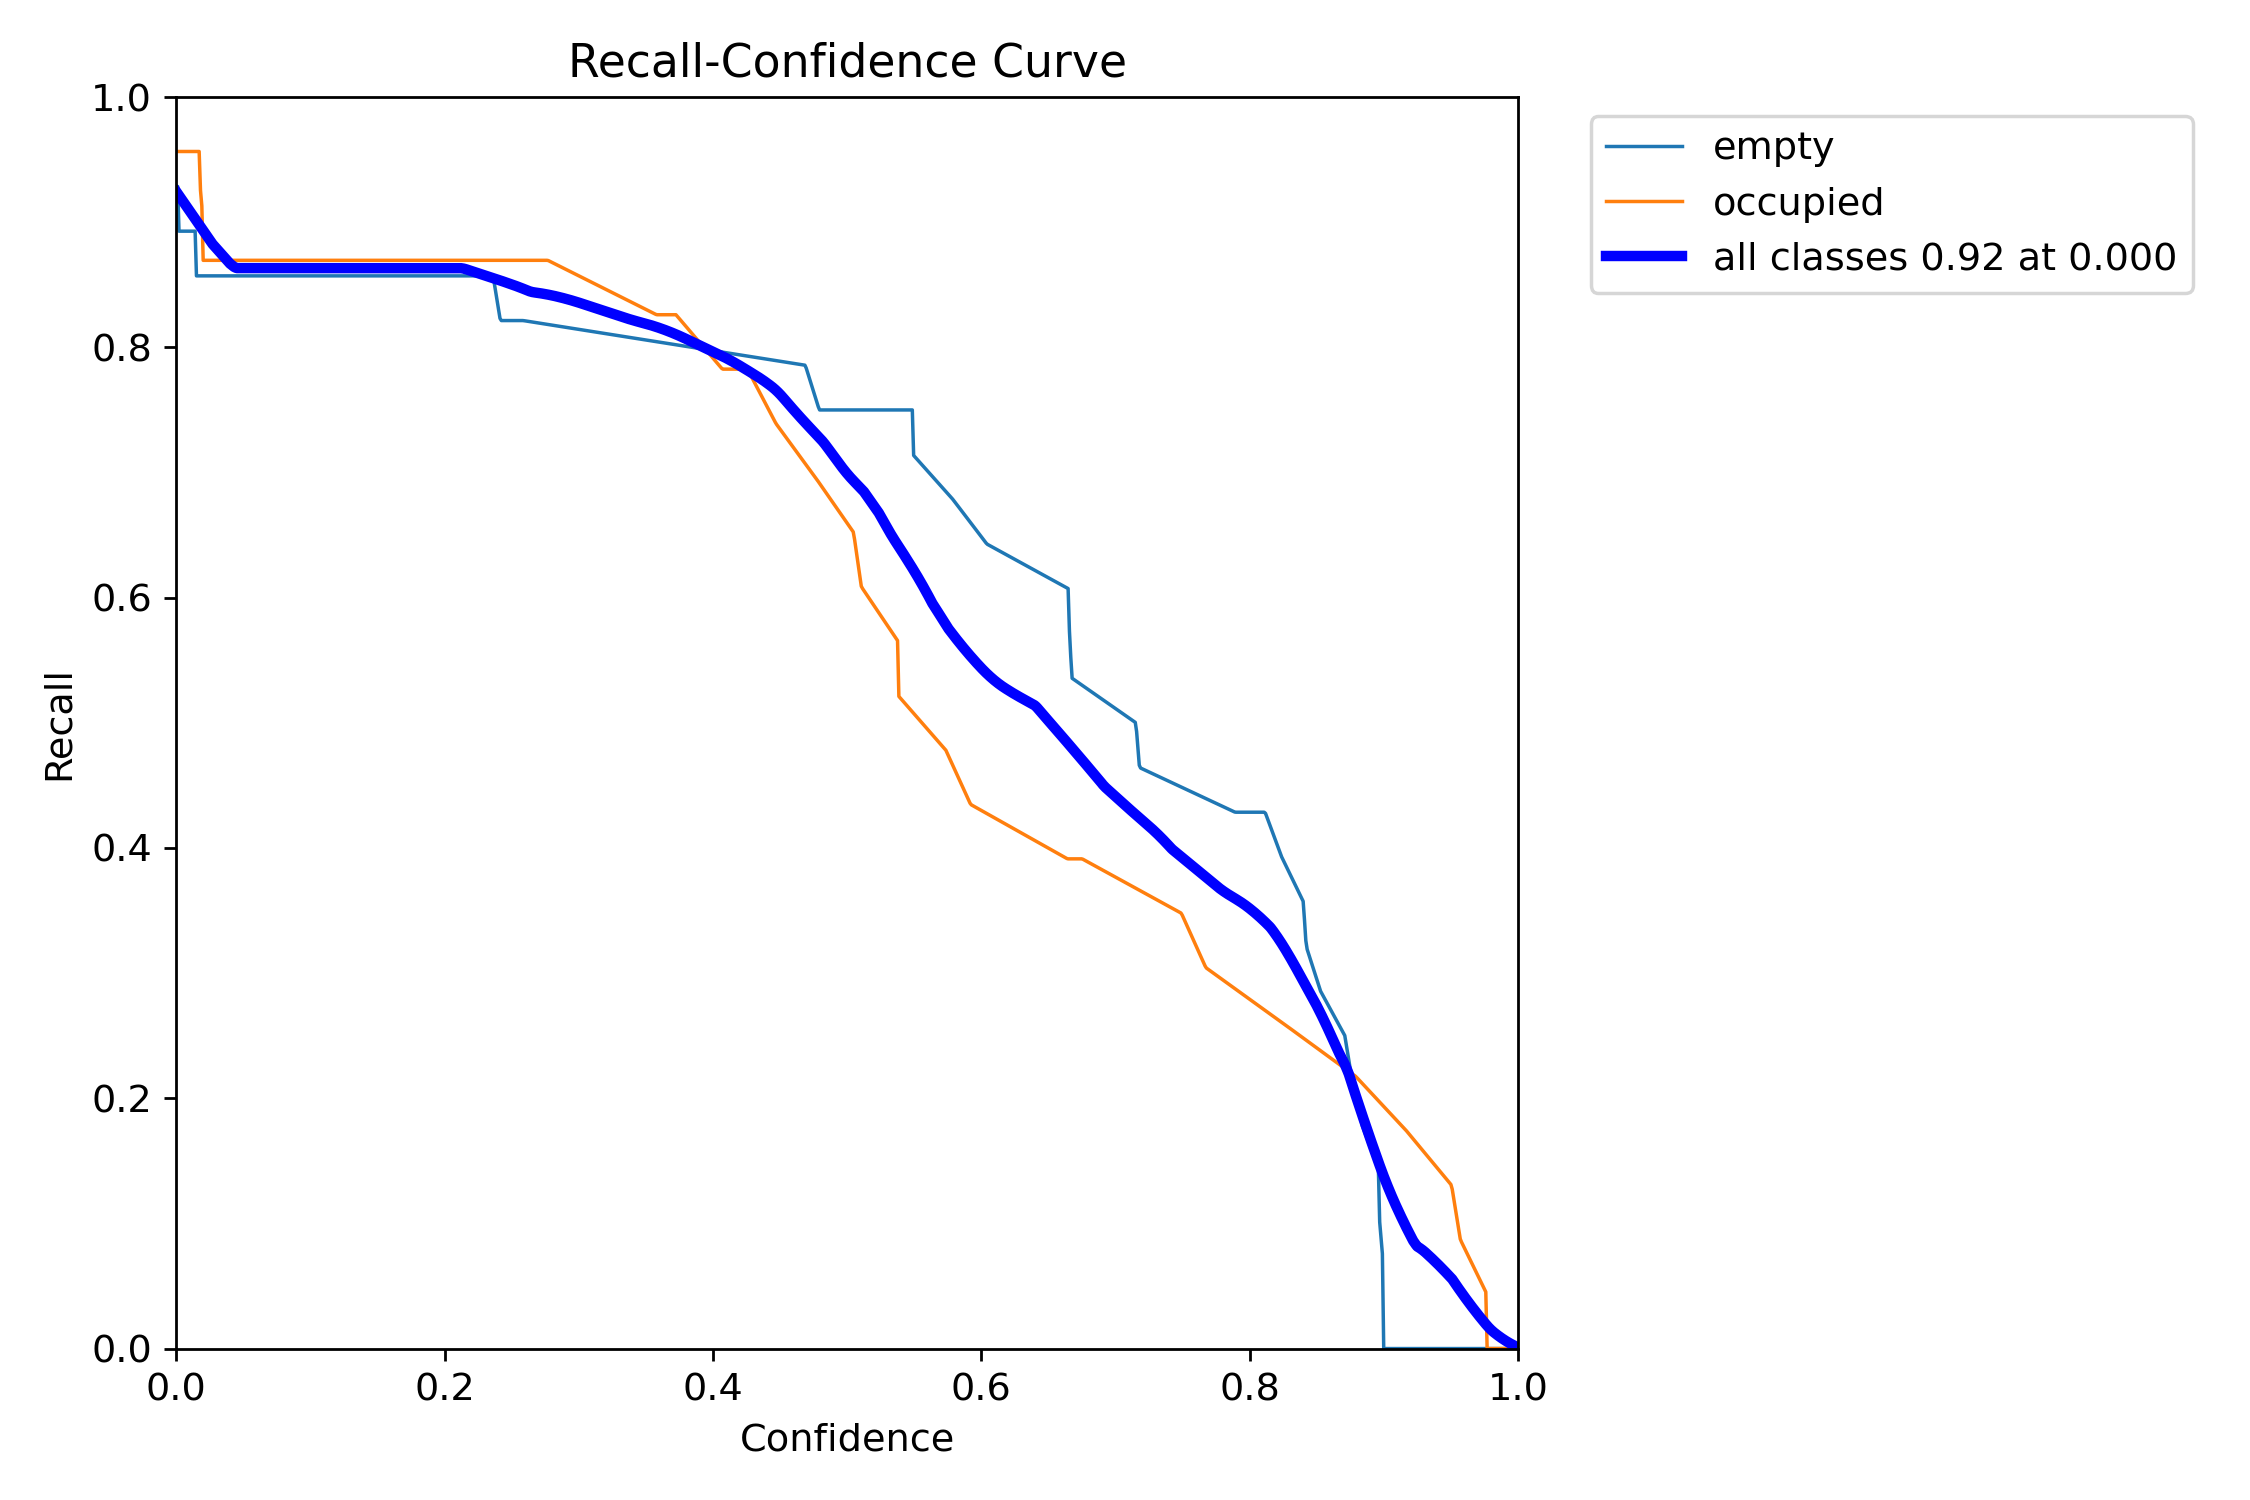 Recall-Confidence Curve
empty
occupied
all classes 0.92 at 0.000
1.0
0.8
0.6
0.4
0.2
0.0
Recall
0.0 0.2 0.4 0.6 0.8 1.0
Confidence